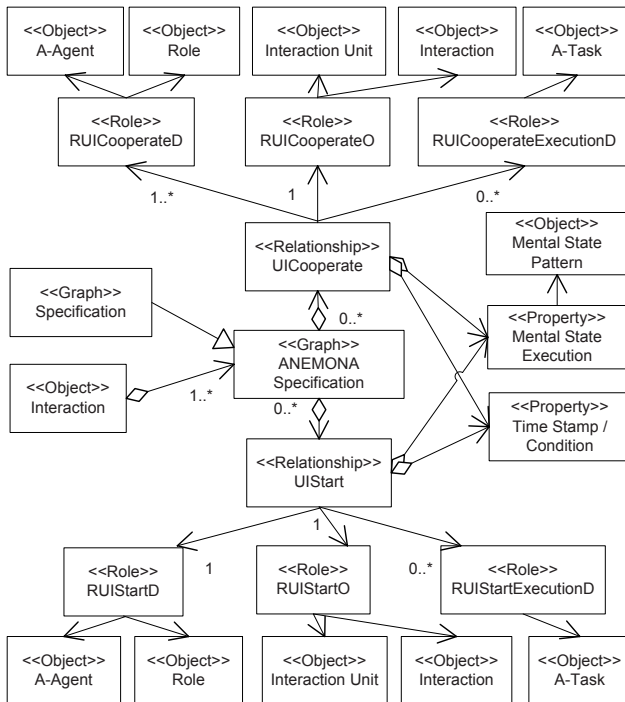 <<Object>>
A-Agent
<<Object>>
Role
<<Object>>
Interaction Unit
<<Object>>
Interaction
<<Object>>
A-Task
<<Role>>
RUICooperateD
<<Role>>
RUICooperateO
<<Role>>
RUICooperateExecutionD
1..*
1
0..*
<<Relationship>>
UICooperate
<<Object>>
Mental State
Pattern
<<Graph>>
Specification
0..*
<<Graph>>
ANEMONA
Specification
<<Property>>
Mental State
Execution
<<Object>>
Interaction
1..*
0..*
<<Property>>
Time Stamp /
Condition
<<Relationship>>
UIStart
1
1
0..*
<<Role>>
RUIStartD
<<Role>>
RUIStartO
<<Role>>
RUIStartExecutionD
<<Object>>
A-Agent
<<Object>>
Role
<<Object>>
Interaction Unit
<<Object>>
Interaction
<<Object>>
A-Task